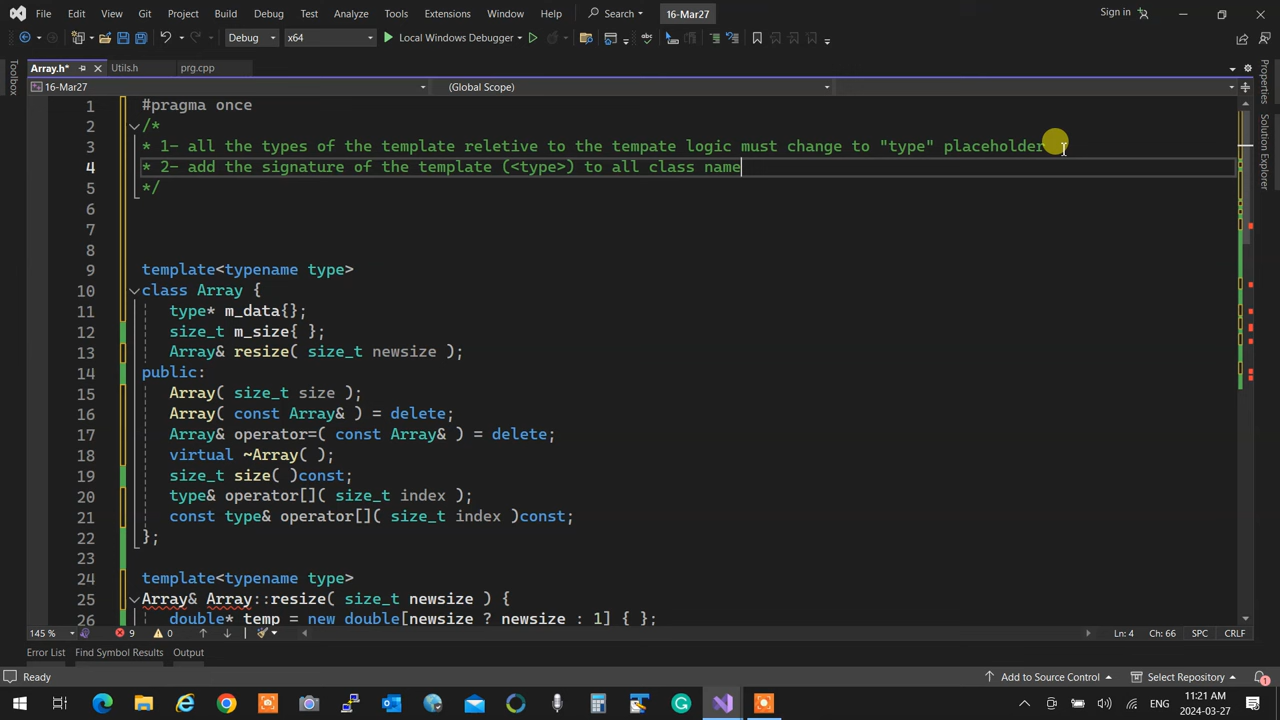 File Edit View Git Project Build Debug Test Analyze Tools Extensions Window Help Search 16-Mar27 Sign in
Debug x64 Local Windows Debugger
Array.h* Utils.h prg.cpp
16-Mar27 (Global Scope)
Toolbox
Properties
Solution Explorer
1 #pragma once
2 /*
3 * 1- all the types of the template reletive to the tempate logic must change to "type" placeholder
4 * 2- add the signature of the template (<type>) to all class name
5 */
6
7
8
9 template<typename type>
10 class Array {
11 type* m_data{};
12 size_t m_size{ };
13 Array& resize( size_t newsize );
14 public:
15 Array( size_t size );
16 Array( const Array& ) = delete;
17 Array& operator=( const Array& ) = delete;
18 virtual ~Array( );
19 size_t size( )const;
20 type& operator[]( size_t index );
21 const type& operator[]( size_t index )const;
22 };
23
24 template<typename type>
25 Array& Array::resize( size_t newsize ) {
26 double* temp = new double[newsize ? newsize : 1] { };
145 % 9 0 Ln: 4 Ch: 66 SPC CRLF
Error List Find Symbol Results Output
Ready Add to Source Control Select Repository 1
ENG 11:21 AM
2024-03-27